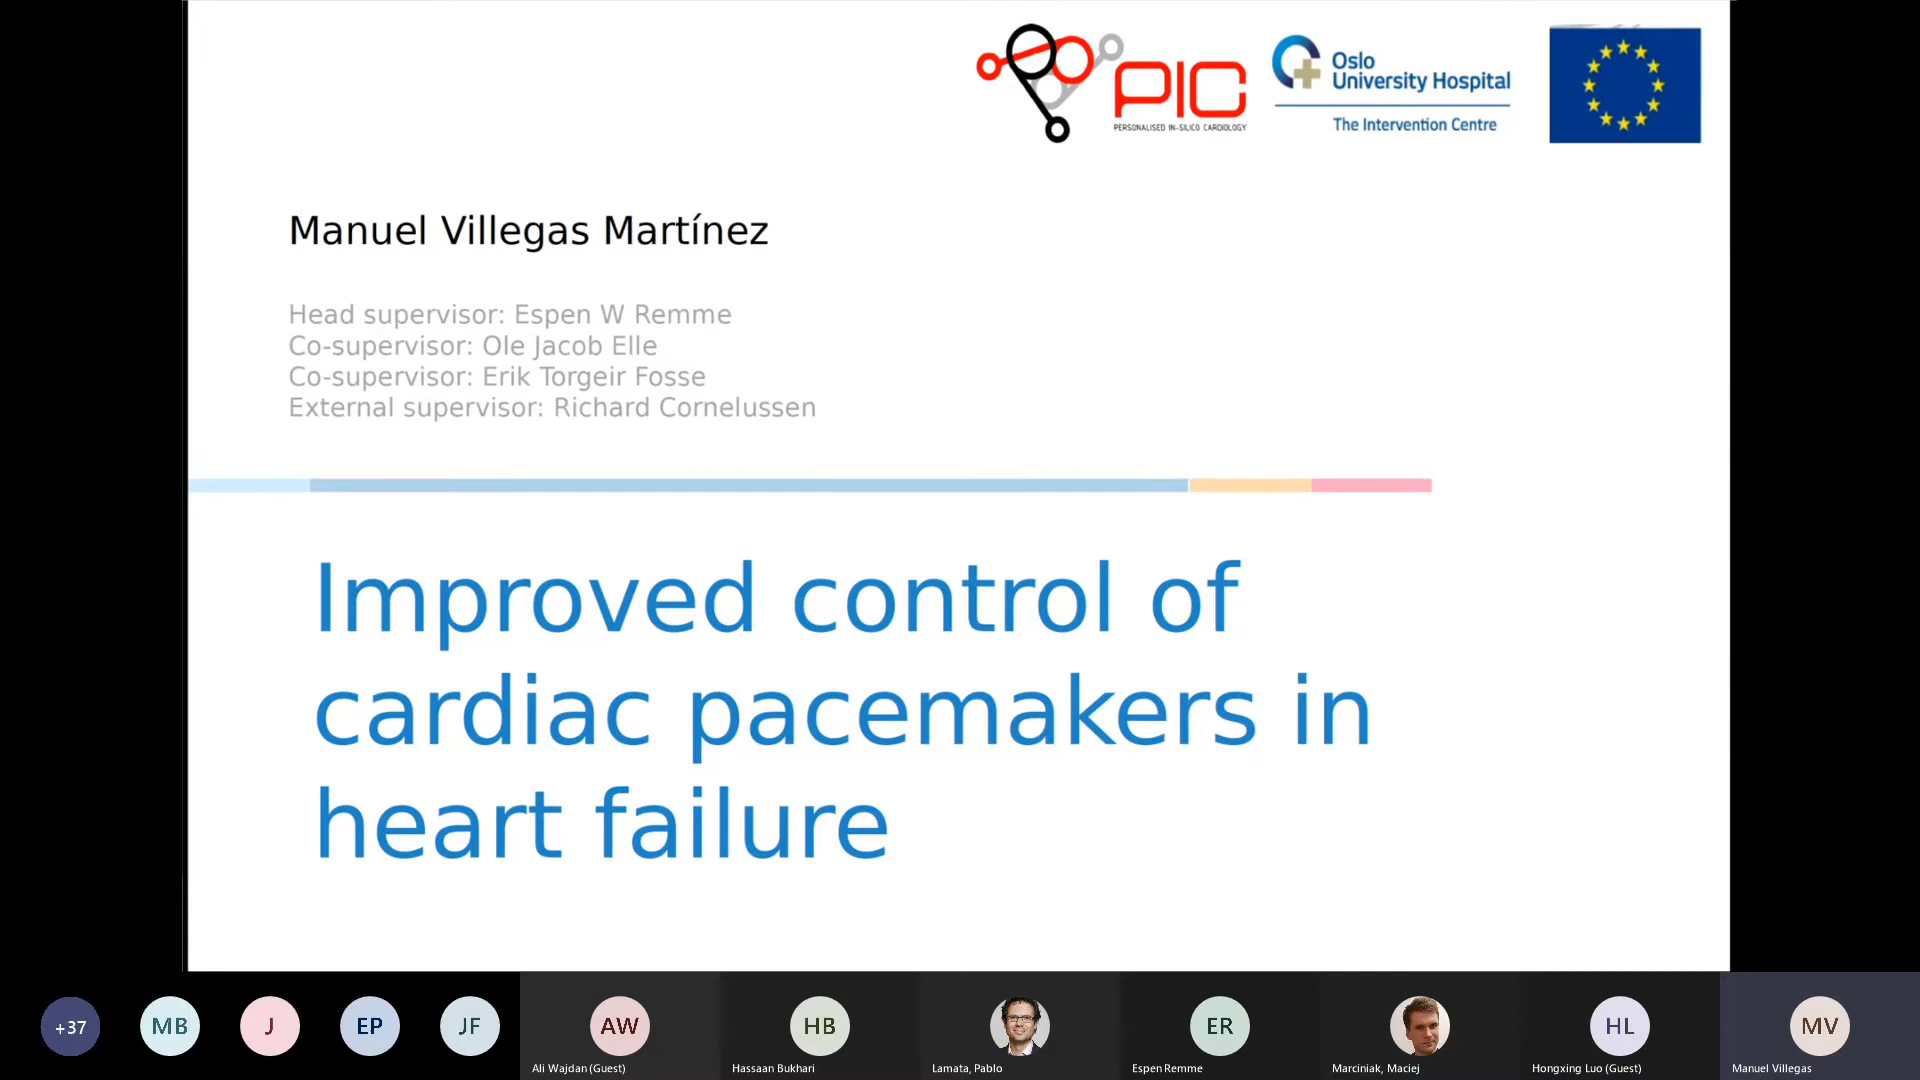 PIC
PERSONALISED IN-SILICO CARDIOLOGY
Oslo
University Hospital
The Intervention Centre
Manuel Villegas Martínez
Head supervisor: Espen W Remme
Co-supervisor: Ole Jacob Elle
Co-supervisor: Erik Torgeir Fosse
External supervisor: Richard Cornelussen
Improved control of
cardiac pacemakers in
heart failure
+37
MB
J
EP
JF
AW
HB
ER
HL
MV
Ali Wajdan (Guest)
Hassaan Bukhari
Lamata, Pablo
Espen Remme
Marciniak, Maciej
Hongxing Luo (Guest)
Manuel Villegas